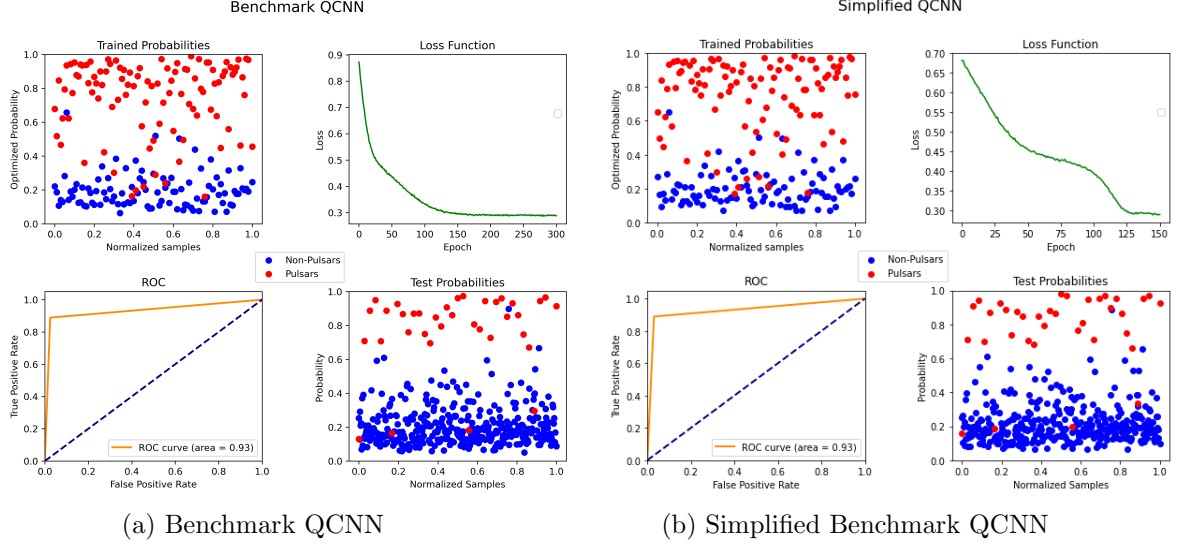 Benchmark QCNN
Trained Probabilities
Optimized Probability
1.0
0.8
0.6
0.4
0.2
0.0
0.0 0.2 0.4 0.6 0.8 1.0
Normalized samples
Loss Function
Loss
0.9
0.8
0.7
0.6
0.5
0.4
0.3
0 50 100 150 200 250 300
Epoch
Non-Pulsars
Pulsars
ROC
True Positive Rate
1.0
0.8
0.6
0.4
0.2
0.0
ROC curve (area = 0.93)
0.0 0.2 0.4 0.6 0.8 1.0
False Positive Rate
Test Probabilities
Probability
1.0
0.8
0.6
0.4
0.2
0.0
0.0 0.2 0.4 0.6 0.8 1.0
Normalized Samples
(a) Benchmark QCNN
Simplified QCNN
Trained Probabilities
Optimized Probability
1.0
0.8
0.6
0.4
0.2
0.0
0.0 0.2 0.4 0.6 0.8 1.0
Normalized samples
Loss Function
Loss
0.70
0.65
0.60
0.55
0.50
0.45
0.40
0.35
0.30
0 25 50 75 100 125 150
Epoch
Non-Pulsars
Pulsars
ROC
True Positive Rate
1.0
0.8
0.6
0.4
0.2
0.0
ROC curve (area = 0.93)
0.0 0.2 0.4 0.6 0.8 1.0
False Positive Rate
Test Probabilities
Probability
1.0
0.8
0.6
0.4
0.2
0.0
0.0 0.2 0.4 0.6 0.8 1.0
Normalized Samples
(b) Simplified Benchmark QCNN